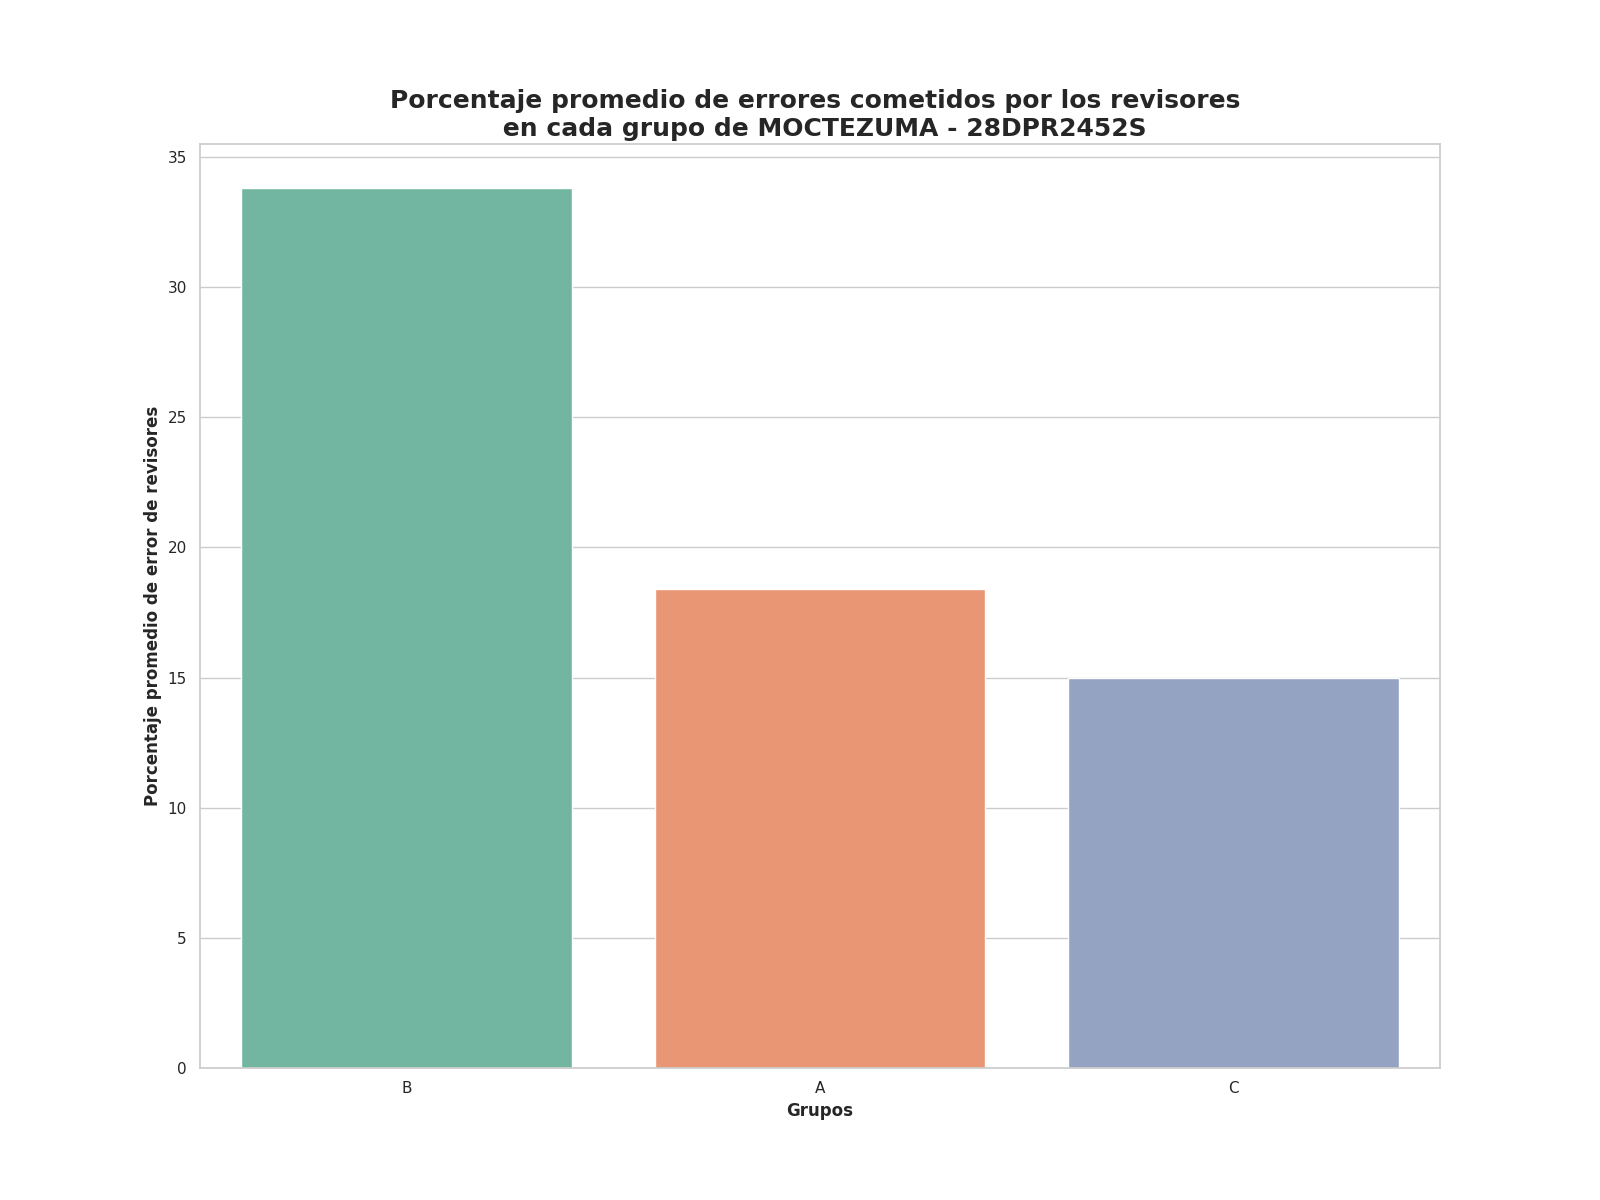 Porcentaje promedio de errores cometidos por los revisores
en cada grupo de MOCTEZUMA - 28DPR2452S
Porcentaje promedio de error de revisores
35
30
25
20
15
10
5
0
B
A
C
Grupos